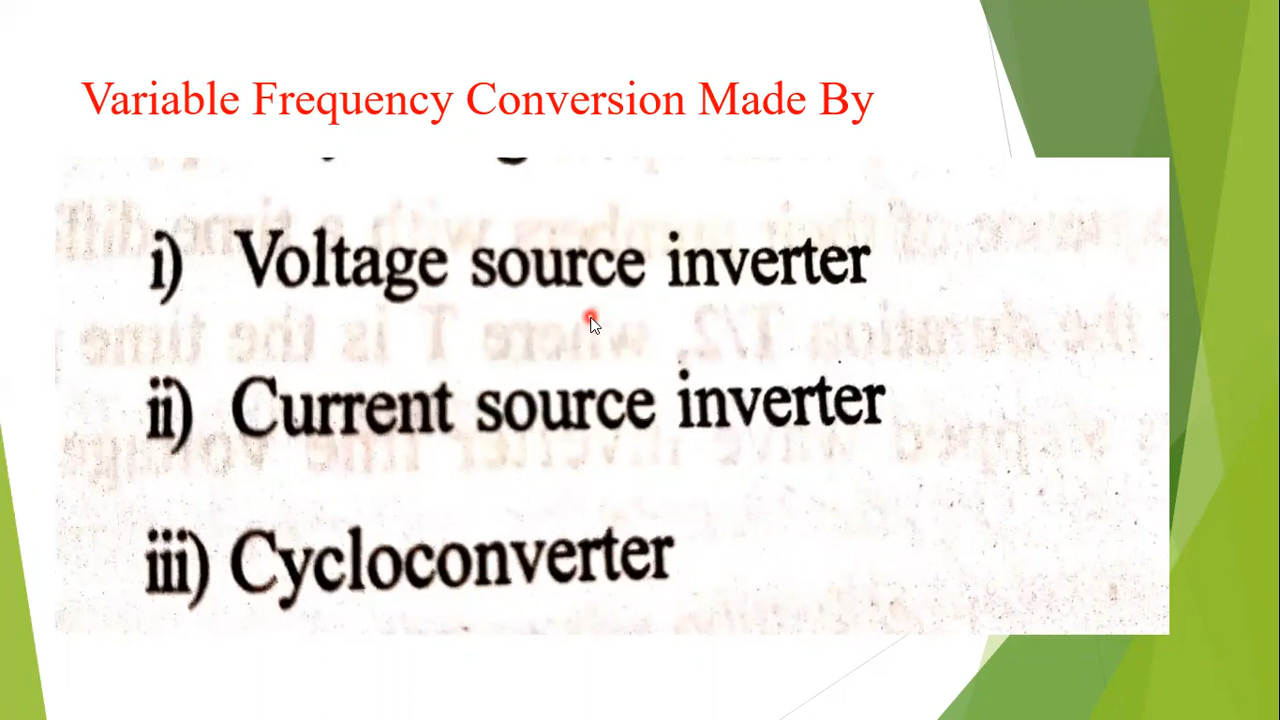 Variable Frequency Conversion Made By
i) Voltage source inverter
ii) Current source inverter
iii) Cycloconverter